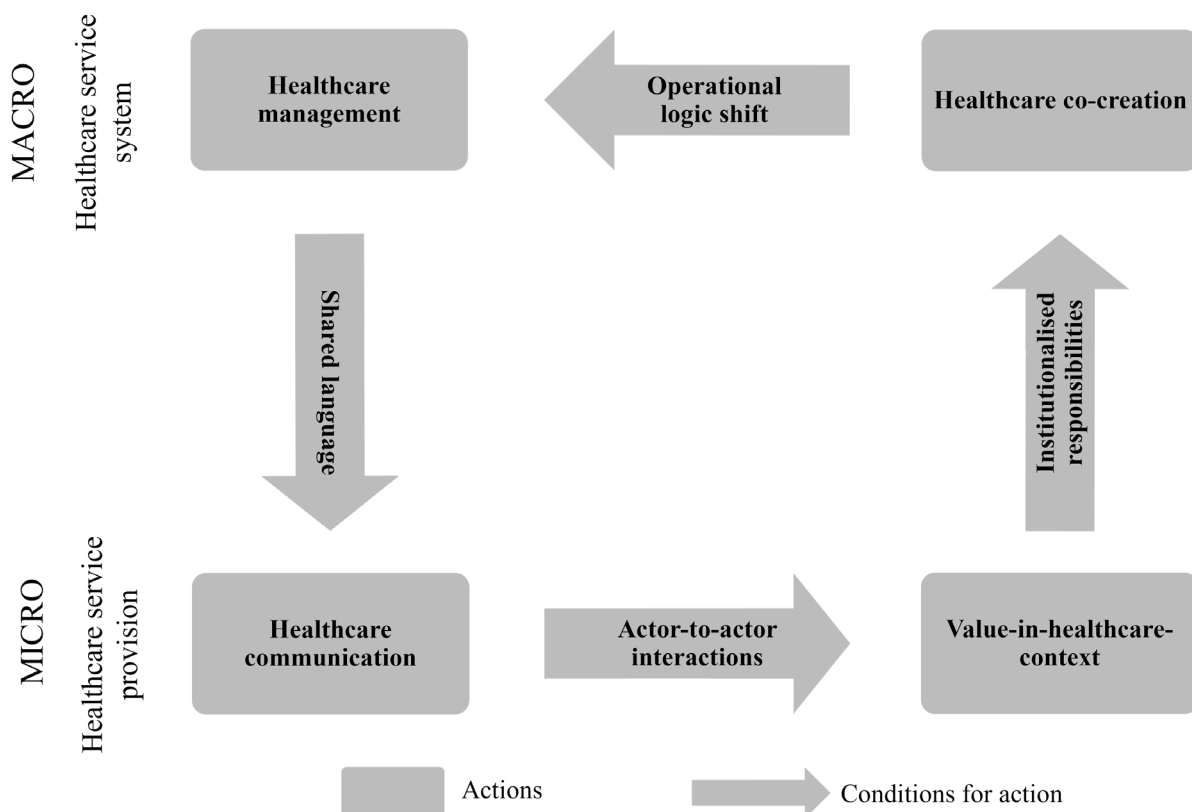 MACRO
Healthcare service
system
Healthcare
management
Operational
logic shift
Healthcare co-creation
Shared language
Institutionalised
responsibilities
MICRO
Healthcare service
provision
Healthcare
communication
Actor-to-actor
interactions
Value-in-healthcare-
context
Actions
Conditions for action